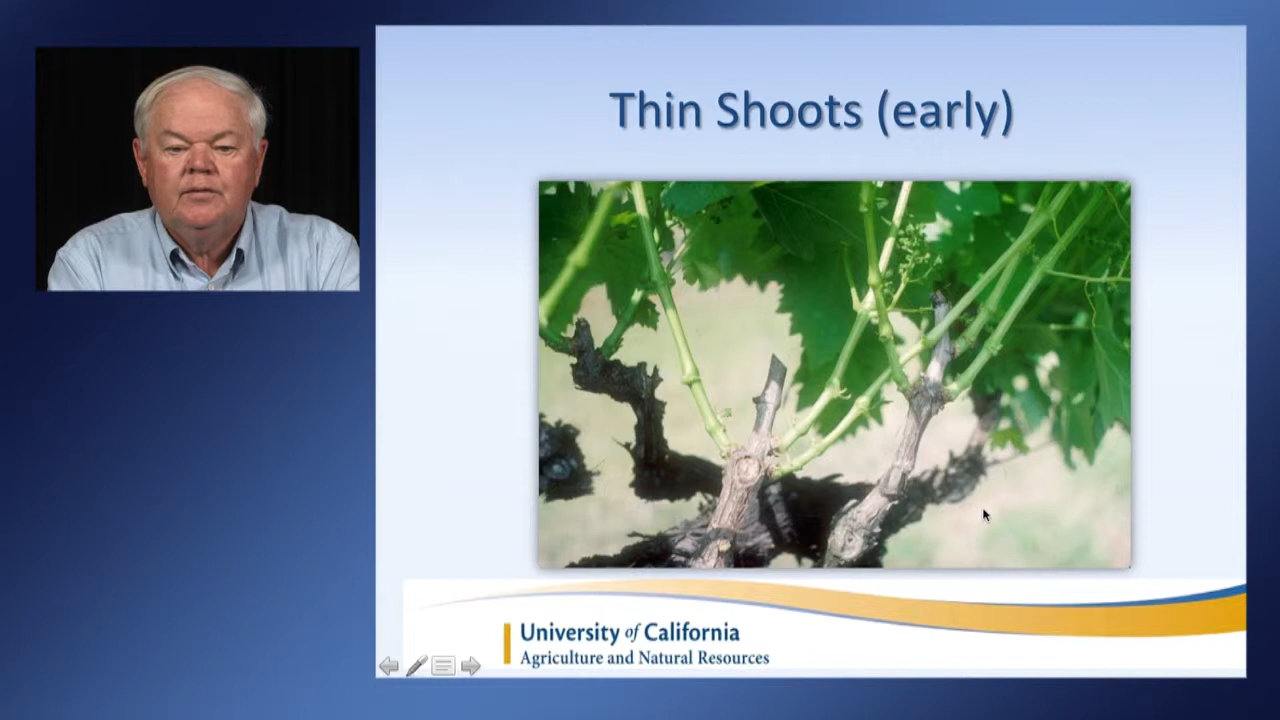 Thin Shoots (early)
University of California
Agriculture and Natural Resources